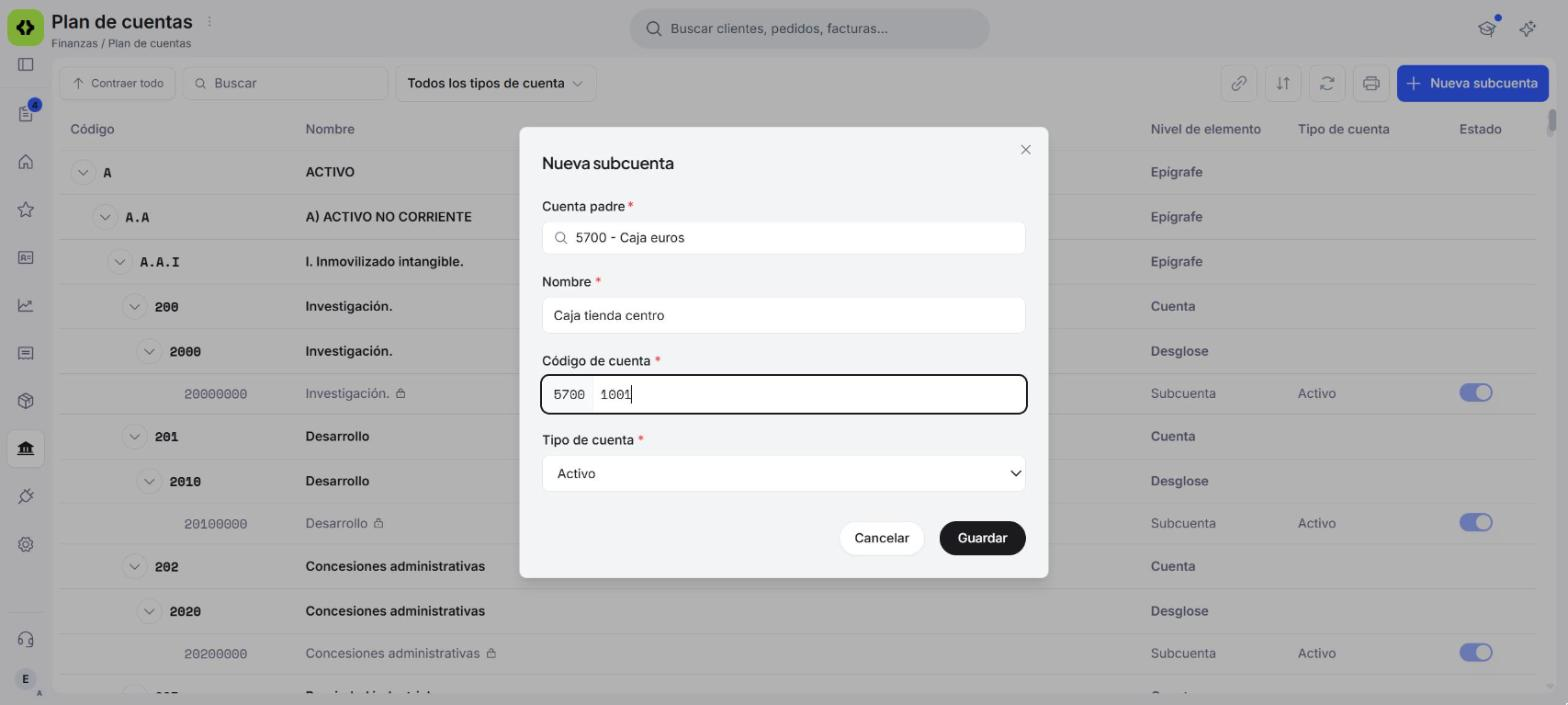 Plan de cuentas
Finanzas / Plan de cuentas
Buscar clientes, pedidos, facturas...
Contraer todo
Buscar
Todos los tipos de cuenta
Nueva subcuenta
4
Código Nombre Nivel de elemento Tipo de cuenta Estado
A ACTIVO Epígrafe
A.A A) ACTIVO NO CORRIENTE Epígrafe
A.A.I I. Inmovilizado intangible. Epígrafe
200 Investigación. Cuenta
2000 Investigación. Desglose
20000000 Investigación. Subcuenta Activo
201 Desarrollo Cuenta
2010 Desarrollo Desglose
20100000 Desarrollo Subcuenta Activo
202 Concesiones administrativas Cuenta
2020 Concesiones administrativas Desglose
20200000 Concesiones administrativas Subcuenta Activo
E
A
Nueva subcuenta
Cuenta padre *
5700 - Caja euros
Nombre *
Caja tienda centro
Código de cuenta *
5700 1001
Tipo de cuenta *
Activo
Cancelar Guardar